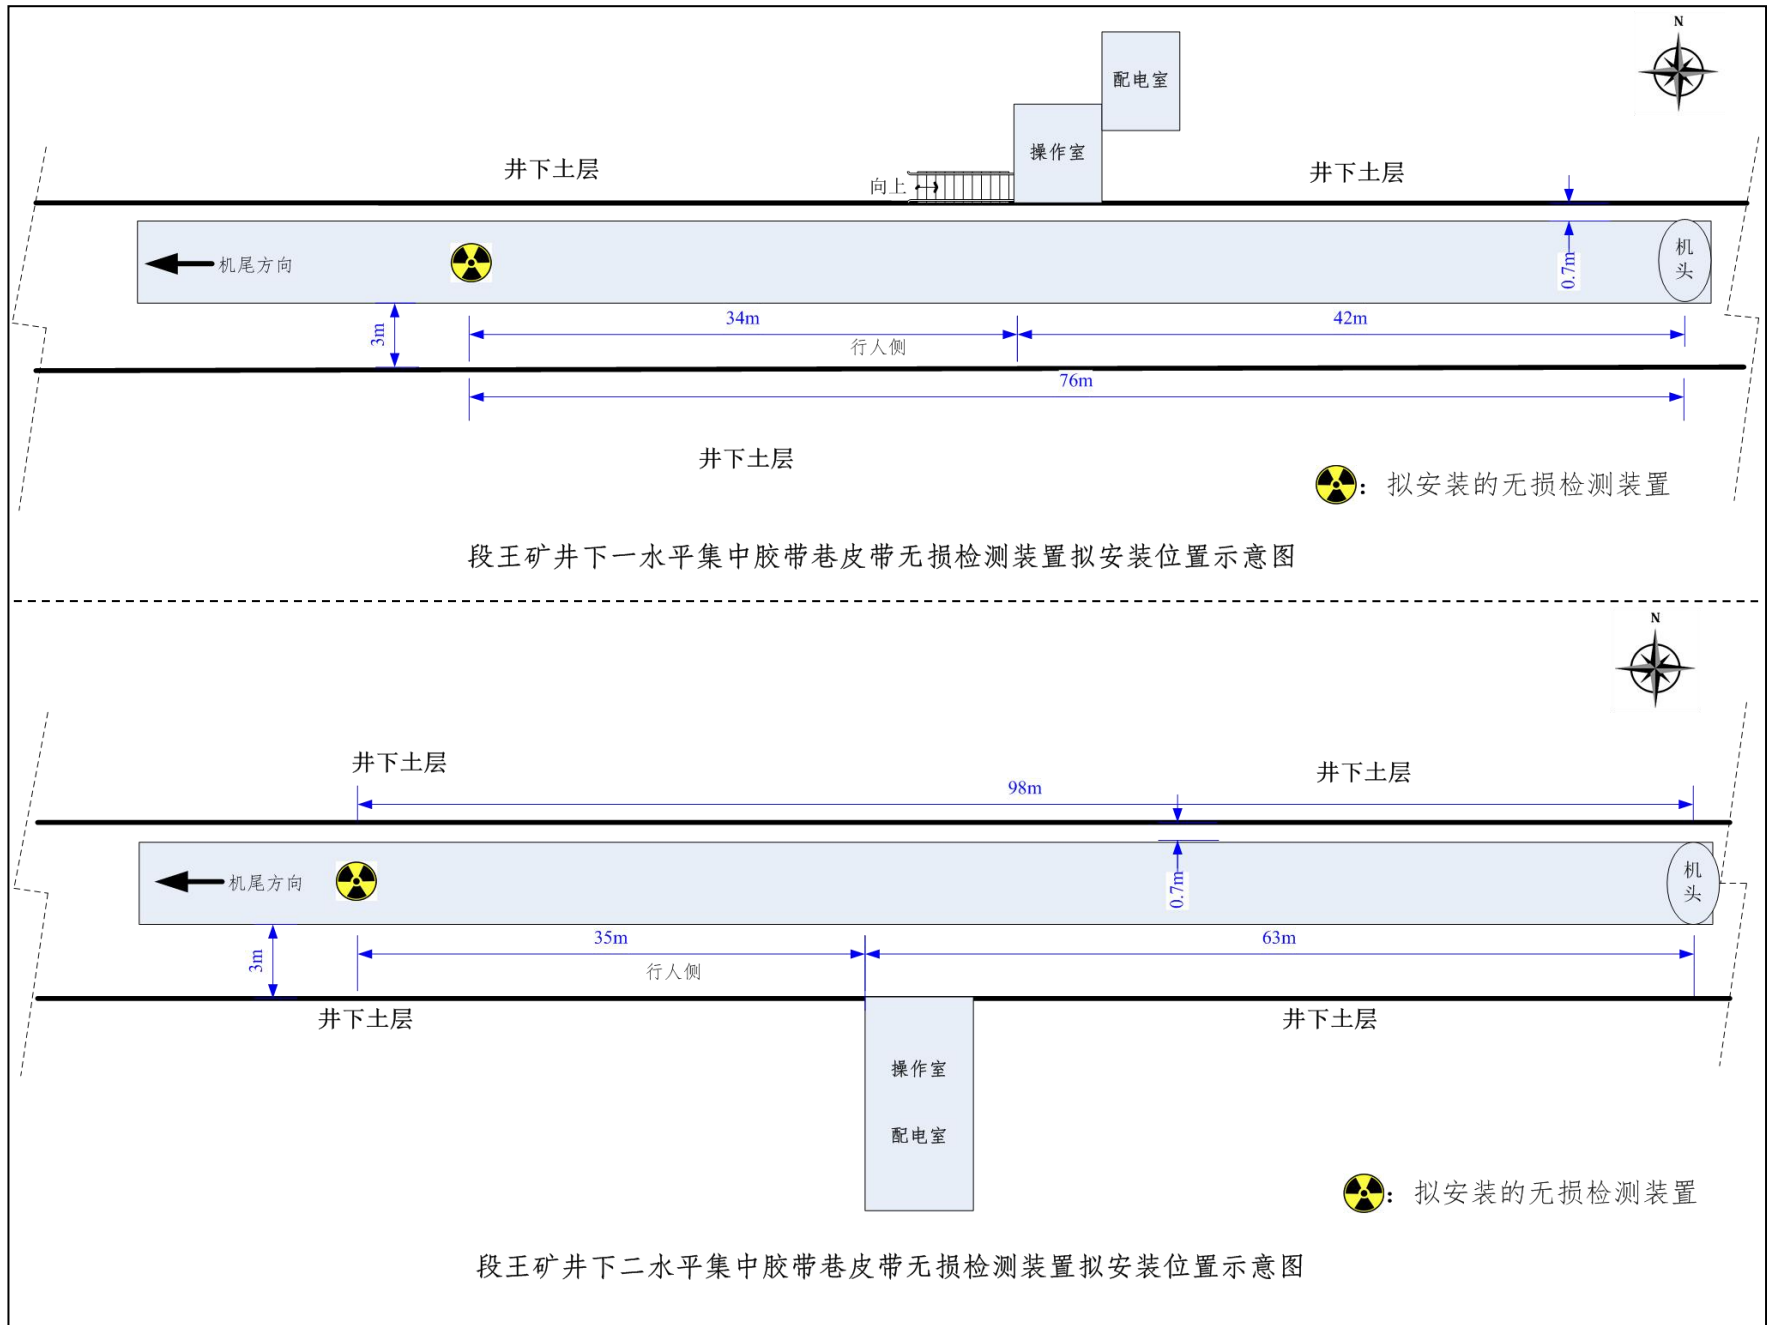 N
配电室
操作室
井下土层
向上
井下土层
机尾方向
机头
0.7m
3m
34m
42m
行人侧
76m
井下土层
：拟安装的无损检测装置
段王矿井下一水平集中胶带巷皮带无损检测装置拟安装位置示意图
N
井下土层
井下土层
98m
机尾方向
机头
0.7m
3m
35m
63m
行人侧
井下土层
井下土层
操作室
配电室
：拟安装的无损检测装置
段王矿井下二水平集中胶带巷皮带无损检测装置拟安装位置示意图